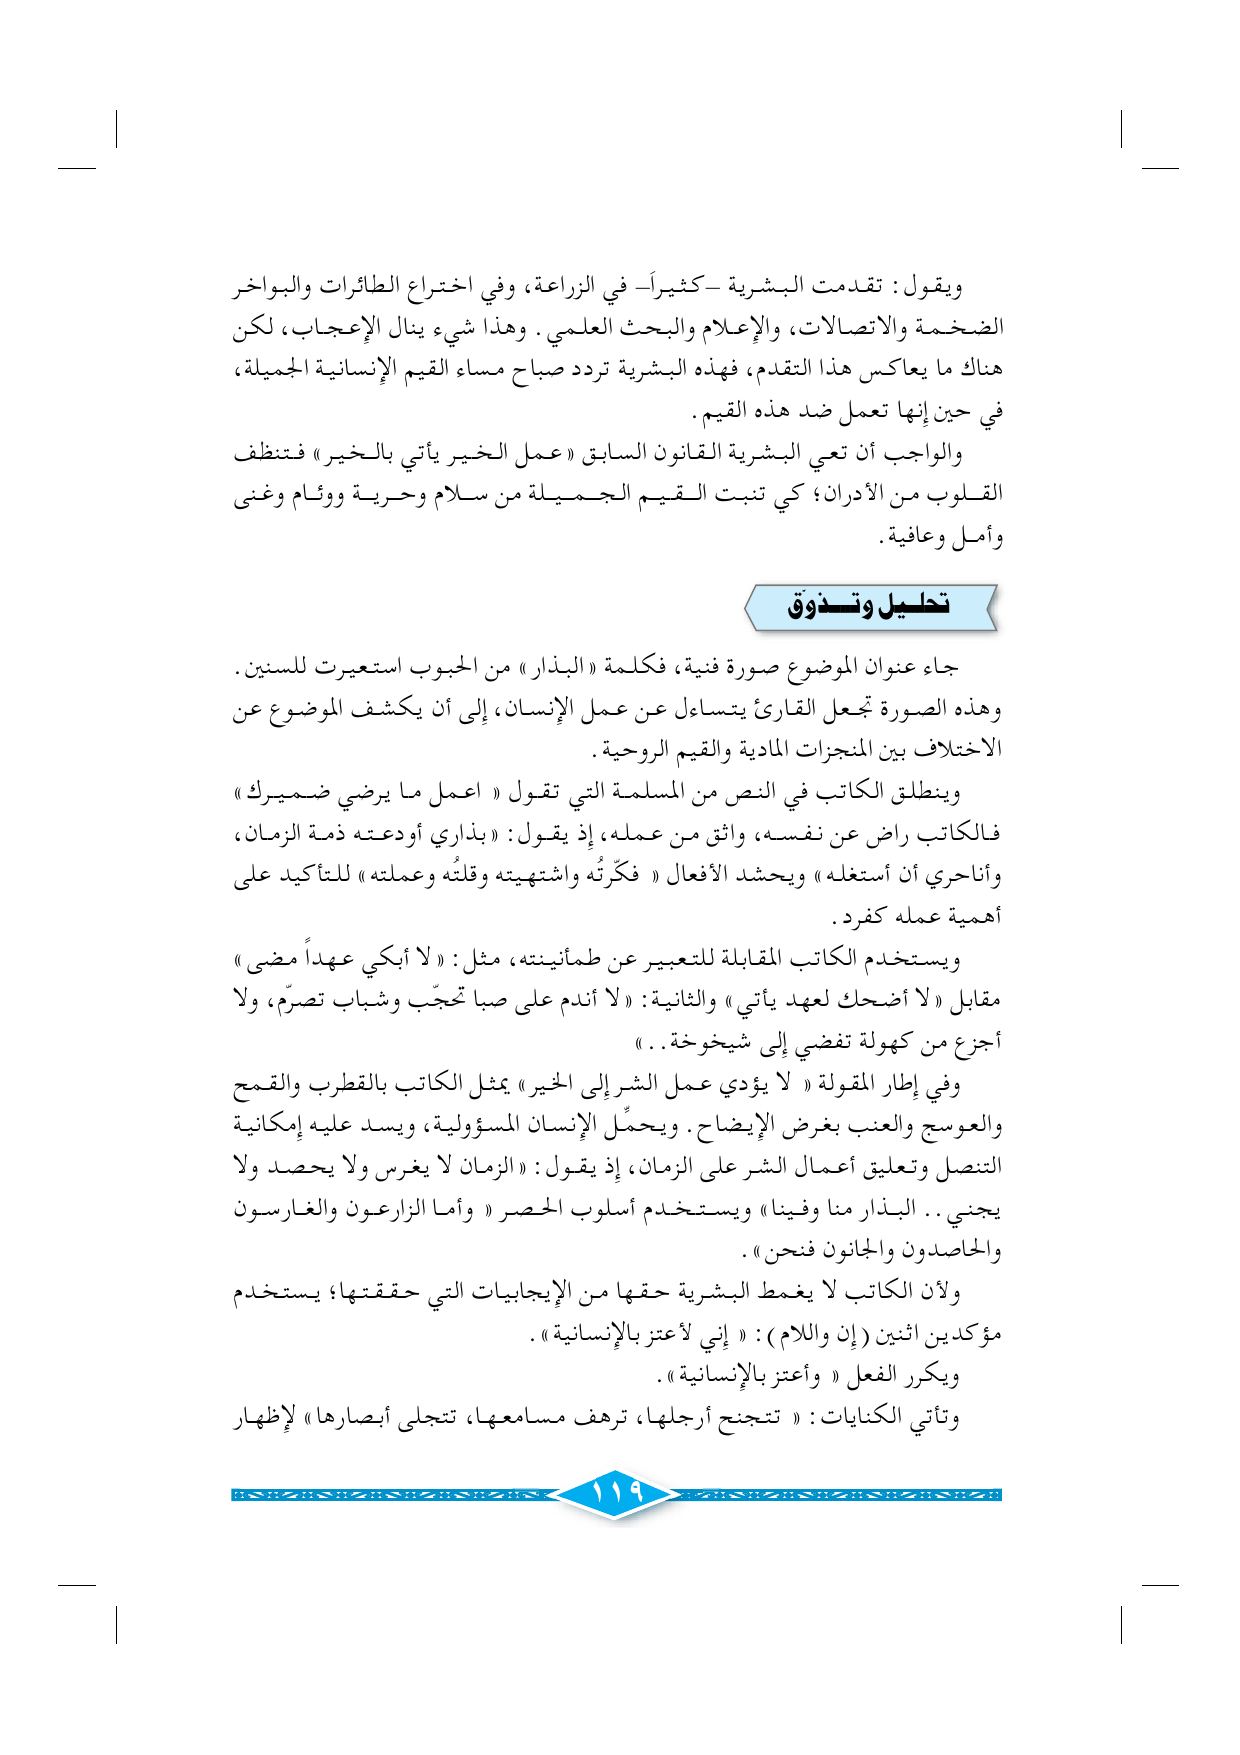 ويقول: تقدمت البشرية –كثيراَ– في الزراعة، وفي اختراع الطائرات والبواخر
الضخمة والاتصالات، والإعلام والبحث العلمي. وهذا شيء ينال الإعجاب، لكن
هناك ما يعاكس هذا التقدم، فهذه البشرية تردد صباح مساء القيم الإنسانية الجميلة،
في حين إنها تعمل ضد هذه القيم.
والواجب أن تعي البشرية القانون السابق «عمل الخير يأتي بالخير» فتنظف
القلوب من الأدران؛ كي تنبت القيم الجميلة من سلام وحرية ووئام وغنى
وأمل وعافية.
تحليل وتذوّق
جاء عنوان الموضوع صورة فنية، فكلمة «البذار» من الحبوب استعيرت للسنين.
وهذه الصورة تجعل القارئ يتساءل عن عمل الإنسان، إلى أن يكشف الموضوع عن
الاختلاف بين المنجزات المادية والقيم الروحية.
وينطلق الكاتب في النص من المسلمة التي تقول « اعمل ما يرضي ضميرك»
فالكاتب راض عن نفسه، واثق من عمله، إذ يقول: «بذاري أودعته ذمة الزمان،
وأناحري أن أستغله» ويحشد الأفعال « فكّرتُه واشتهيته وقلتُه وعملته» للتأكيد على
أهمية عمله كفرد.
ويستخدم الكاتب المقابلة للتعبير عن طمأنينته، مثل: «لا أبكي عهداً مضى»
مقابل «لا أضحك لعهد يأتي» والثانية: «لا أندم على صبا تحجّب وشباب تصرّم، ولا
أجزع من كهولة تفضي إلى شيخوخة..»
وفي إطار المقولة « لا يؤدي عمل الشر إلى الخير» يمثل الكاتب بالقطرب والقمح
والعوسج والعنب بغرض الإيضاح. ويحمِّل الإنسان المسؤولية، ويسد عليه إمكانية
التنصل وتعليق أعمال الشر على الزمان، إذ يقول: «الزمان لا يغرس ولا يحصد ولا
يجني.. البذار منا وفينا» ويستخدم أسلوب الحصر « وأما الزارعون والغارسون
والحاصدون والجانون فنحن».
ولأن الكاتب لا يغمط البشرية حقها من الإيجابيات التي حققتها؛ يستخدم
مؤكدين اثنين (إن واللام): « إني لأعتز بالإنسانية».
ويكرر الفعل « وأعتز بالإنسانية».
وتأتي الكنايات: « تتجنح أرجلها، ترهف مسامعها، تتجلى أبصارها» لإظهار
١١٩